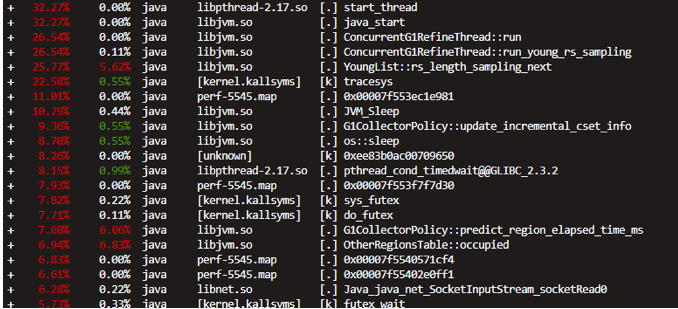 + 32.27% 0.00% java libpthread-2.17.so [.] start_thread
+ 32.27% 0.00% java libjvm.so [.] java_start
+ 26.54% 0.00% java libjvm.so [.] ConcurrentG1RefineThread::run
+ 26.54% 0.11% java libjvm.so [.] ConcurrentG1RefineThread::run_young_rs_sampling
+ 25.77% 5.62% java libjvm.so [.] YoungList::rs_length_sampling_next
+ 22.58% 0.55% java [kernel.kallsyms] [k] tracesys
+ 11.01% 0.00% java perf-5545.map [.] 0x00007f553ec1e981
+ 10.79% 0.44% java libjvm.so [.] JVM_Sleep
+ 9.36% 0.55% java libjvm.so [.] G1CollectorPolicy::update_incremental_cset_info
+ 8.70% 0.55% java libjvm.so [.] os::sleep
+ 8.26% 0.00% java [unknown] [k] 0xee83b0ac00709650
+ 8.15% 0.99% java libpthread-2.17.so [.] pthread_cond_timedwait@@GLIBC_2.3.2
+ 7.93% 0.00% java perf-5545.map [.] 0x00007f553f7f7d30
+ 7.82% 0.22% java [kernel.kallsyms] [k] sys_futex
+ 7.71% 0.11% java [kernel.kallsyms] [k] do_futex
+ 7.60% 6.06% java libjvm.so [.] G1CollectorPolicy::predict_region_elapsed_time_ms
+ 6.94% 6.83% java libjvm.so [.] OtherRegionsTable::occupied
+ 6.83% 0.00% java perf-5545.map [.] 0x00007f5540571cf4
+ 6.61% 0.00% java perf-5545.map [.] 0x00007f55402e0ff1
+ 6.28% 0.22% java libnet.so [.] Java_java_net_SocketInputStream_socketRead0
+ 5.73% 0.33% java [kernel.kallsyms] [k] futex_wait